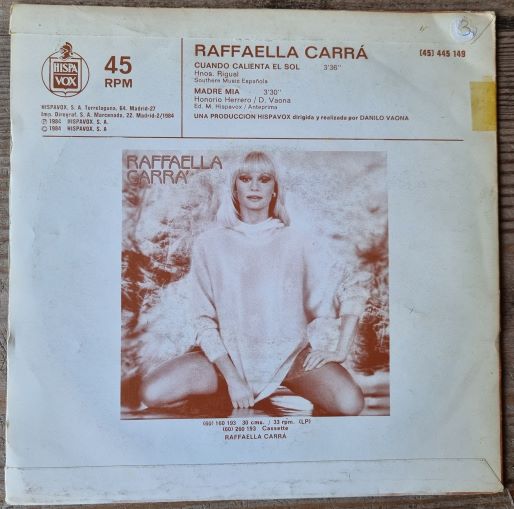 HISPA
VOX
45
RPM
HISPAVOX, S. A. Torrelaguna, 64. Madrid-27
Imp. Dirograf. S. A. Marcenado, 22. Madrid-2/1984
Ⓟ 1984 HISPAVOX, S. A.
© 1984 HISPAVOX, S. A
RAFFAELLA CARRÁ
(45) 445 149
CUANDO CALIENTA EL SOL 3'36''
Hnos. Rigual
Southern Music Española
MADRE MIA 3'30''
Honorio Herrero / D. Vaona
Ed. M. Hispavox / Anteprima
UNA PRODUCCION HISPAVOX dirigida y realizada por DANILO VAONA
RAFFAELLA
CARRA'
(60) 160 193 30 cms. / 33 rpm. (LP)
(60) 260 193 Cassette
RAFFAELLA CARRÁ